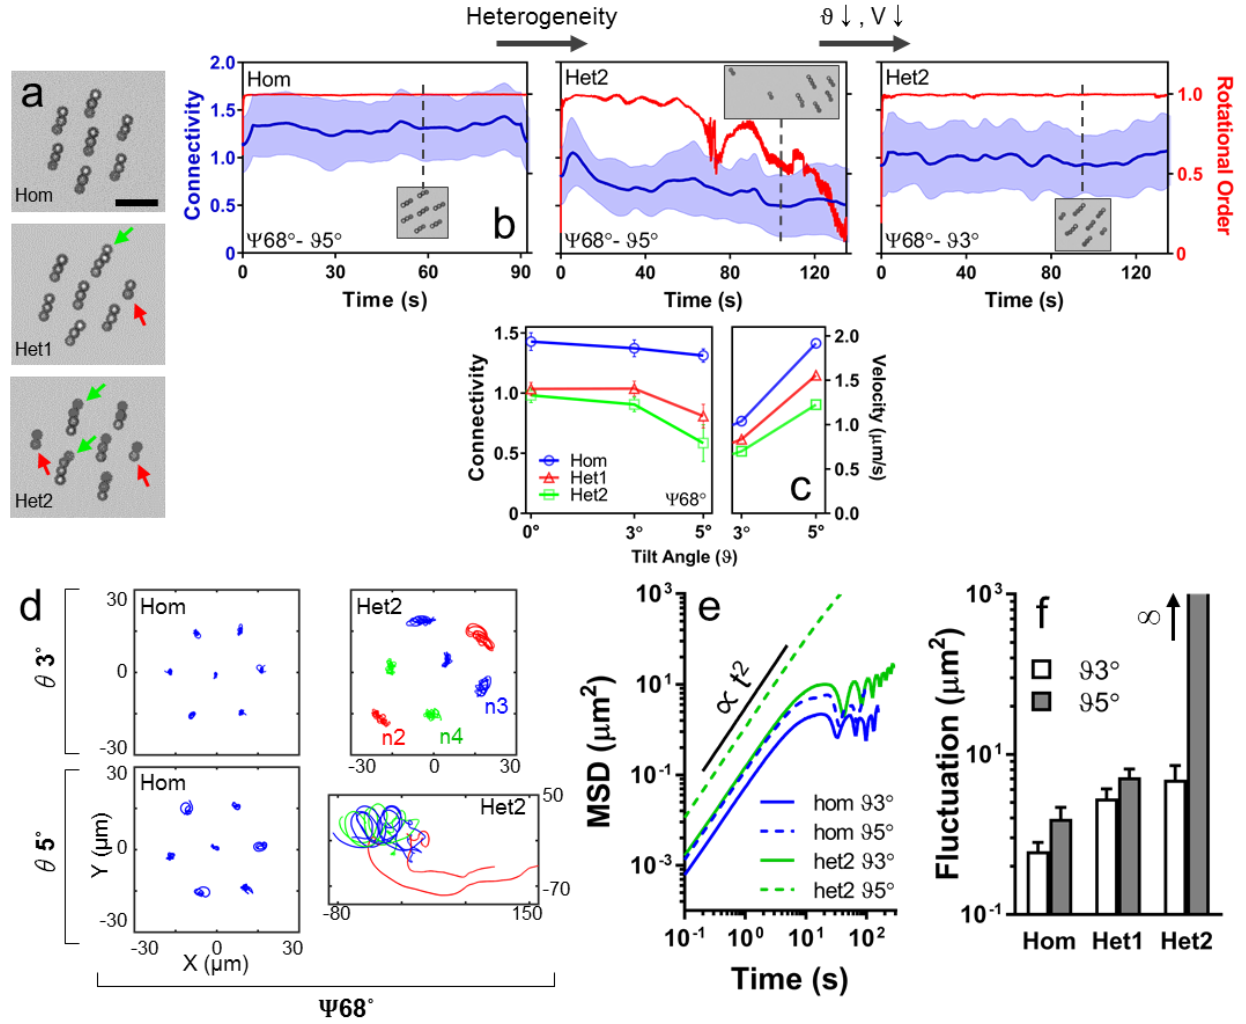 Heterogeneity
ϑ ↓ , V ↓
a
Hom
Het1
Het2
b
Connectivity
2.0
1.5
1.0
0.5
0
Hom
Ψ68°- ϑ5°
0
30
60
90
Time (s)
Het2
Ψ68°- ϑ5°
0
40
80
120
Time (s)
Het2
Ψ68°- ϑ3°
0
40
80
120
Time (s)
1.0
0.5
0
Rotational Order
Connectivity
1.5
1.0
0.5
0
Hom
Het1
Het2
Ψ68°
0°
3°
5°
c
3°
5°
2.0
1.5
1.0
0.5
0.0
Velocity (µm/s)
Tilt Angle (ϑ)
d
θ 3°
30
0
-30
Hom
Het2
n3
n2
n4
-30
0
30
θ 5°
Y (µm)
30
0
-30
Hom
-30
0
30
X (µm)
Het2
50
-70
-80
150
Ψ68°
e
MSD (µm²)
10³
10¹
10⁻¹
10⁻³
∝ t²
hom ϑ3°
hom ϑ5°
het2 ϑ3°
het2 ϑ5°
10⁻¹
10⁰
10¹
10²
Time (s)
f
Fluctuation (µm²)
10³
10¹
10⁻¹
∞
ϑ3°
ϑ5°
Hom
Het1
Het2